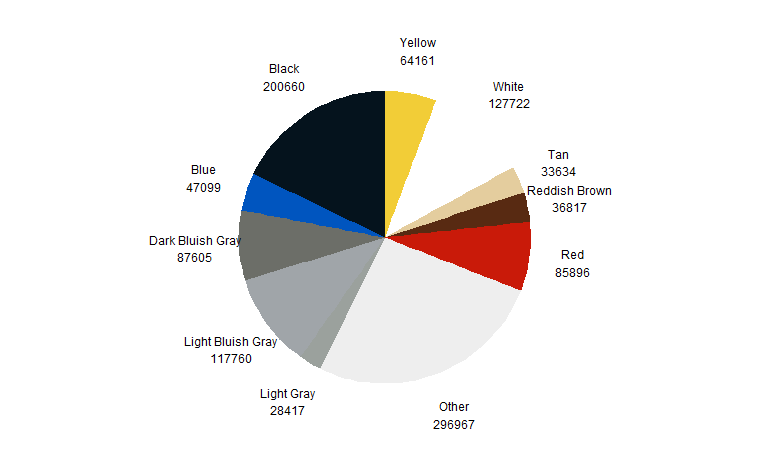 Yellow
64161
Black
200660
White
127722
Tan
33634
Blue
47099
Reddish Brown
36817
Dark Bluish Gray
87605
Red
85896
Light Bluish Gray
117760
Light Gray
28417
Other
296967